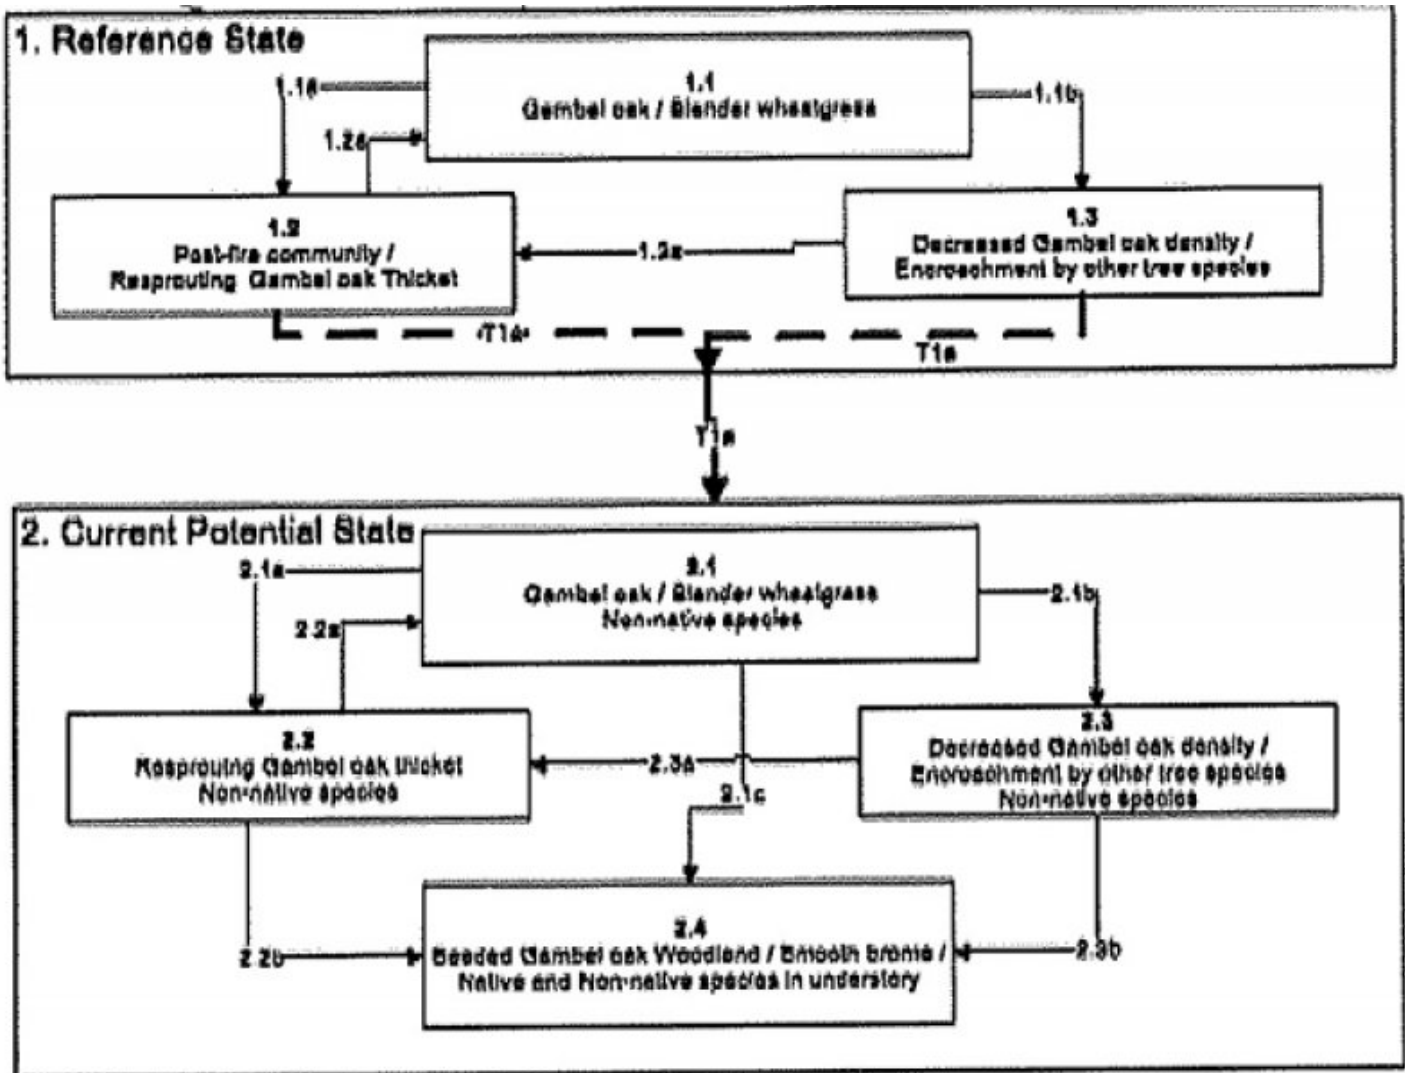 1. Reference State
1.1
Gambel oak / Slender wheatgrass
1.1a
1.1b
1.2a
1.2
Post-fire community /
Resprouting Gambel oak Thicket
1.3
Decreased Gambel oak density /
Encroachment by other tree species
T1a
T1a
T1a
2. Current Potential State
2.1
Gambel oak / Slender wheatgrass
Non-native species
2.1a
2.1b
2.2a
2.2
Resprouting Gambel oak thicket
Non-native species
2.3a
2.1c
2.3
Decreased Gambel oak density /
Encroachment by other tree species
Non-native species
2.4
Seeded Gambel oak Woodland / Smooth brome /
Native and Non-native species in understory
2.2b
2.3b